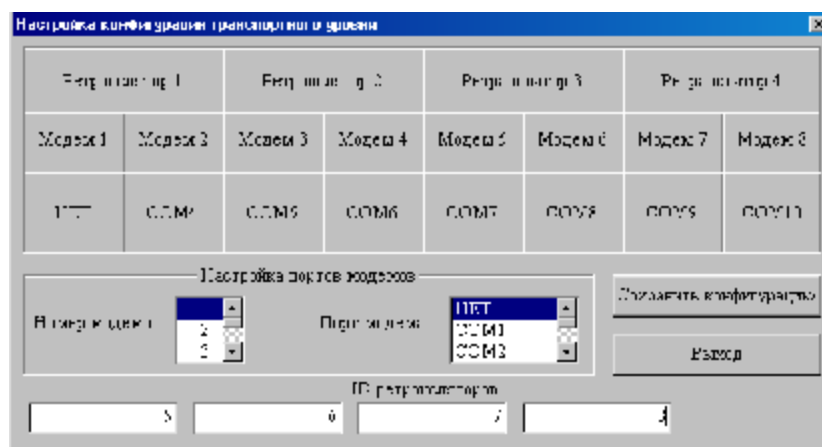 Настройка конфигурации транспортного уровня
Ретранслятор 1 Ретранслятор 2 Ретранслятор 3 Ретранслятор 4
Модем 1 Модем 2 Модем 3 Модем 4 Модем 5 Модем 6 Модем 7 Модем 8
НЕТ COM4 COM5 COM6 COM7 COM8 COM9 COM10
Настройка портов модемов
Номер модема Порт модема
2
3
НЕТ
COM1
COM2
Сохранить конфигурацию
Выход
ID ретрансляторов
5 6 7